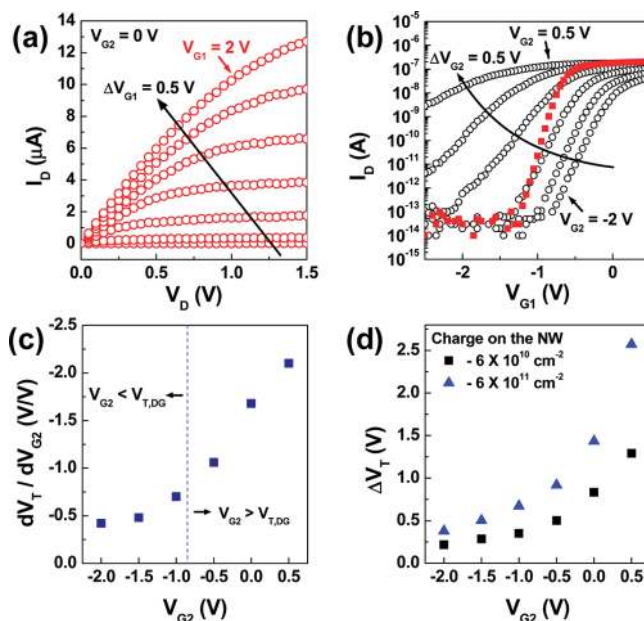 (a)
V_G2 = 0V
V_G1 = 2 V
ΔV_G1 = 0.5 V
14
12
10
8
6
4
2
0
I_D (μA)
0.0 0.5 1.0 1.5
V_D (V)
(b)
V_G2 = 0.5 V
ΔV_G2 = 0.5 V
V_G2 = -2 V
10^-5
10^-6
10^-7
10^-8
10^-9
10^-10
10^-11
10^-12
10^-13
10^-14
10^-15
I_D (A)
-2 -1 0
V_G1 (V)
(c)
-2.5
-2.0
-1.5
-1.0
-0.5
0.0
dV_T / dV_G2 (V/V)
V_G2 < V_T,DG
V_G2 > V_T,DG
-2.0 -1.5 -1.0 -0.5 0.0 0.5
V_G2 (V)
(d)
Charge on the NW
- 6 X 10^10 cm^-2
- 6 X 10^11 cm^-2
2.5
2.0
1.5
1.0
0.5
0.0
ΔV_T (V)
-2.0 -1.5 -1.0 -0.5 0.0 0.5
V_G2 (V)